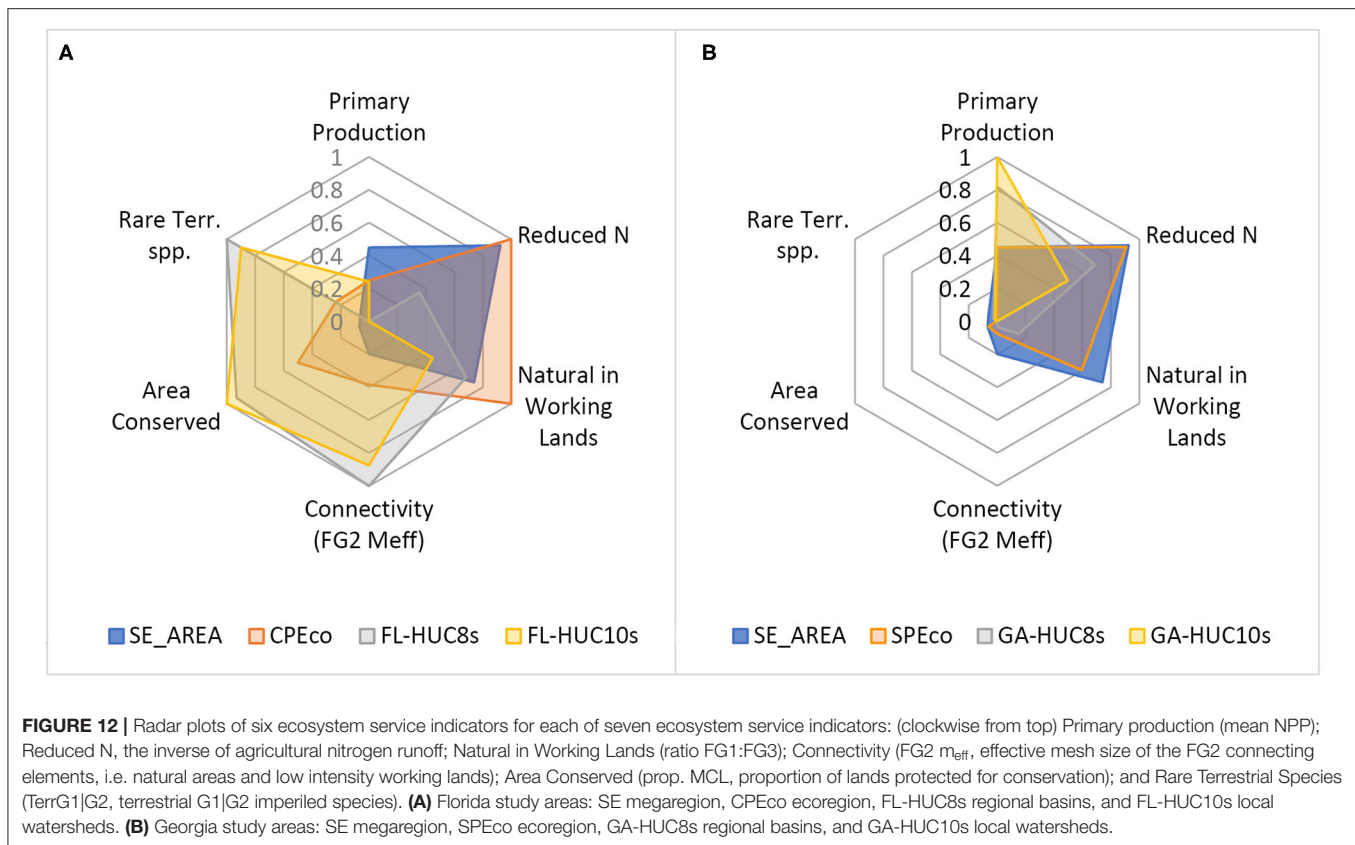 A
Primary
Production
1
0.8
0.6
0.4
0.2
0
Reduced N
Natural in
Working
Lands
Connectivity
(FG2 Meff)
Area
Conserved
Rare Terr.
spp.
SE_AREA CPEco FL-HUC8s FL-HUC10s
B
Primary
Production
1
0.8
0.6
0.4
0.2
0
Reduced N
Natural in
Working
Lands
Connectivity
(FG2 Meff)
Area
Conserved
Rare Terr.
spp.
SE_AREA SPEco GA-HUC8s GA-HUC10s
FIGURE 12 | Radar plots of six ecosystem service indicators for each of seven ecosystem service indicators: (clockwise from top) Primary production (mean NPP);
Reduced N, the inverse of agricultural nitrogen runoff; Natural in Working Lands (ratio FG1:FG3); Connectivity (FG2 meff, effective mesh size of the FG2 connecting
elements, i.e. natural areas and low intensity working lands); Area Conserved (prop. MCL, proportion of lands protected for conservation); and Rare Terrestrial Species
(TerrG1|G2, terrestrial G1|G2 imperiled species). (A) Florida study areas: SE megaregion, CPEco ecoregion, FL-HUC8s regional basins, and FL-HUC10s local
watersheds. (B) Georgia study areas: SE megaregion, SPEco ecoregion, GA-HUC8s regional basins, and GA-HUC10s local watersheds.